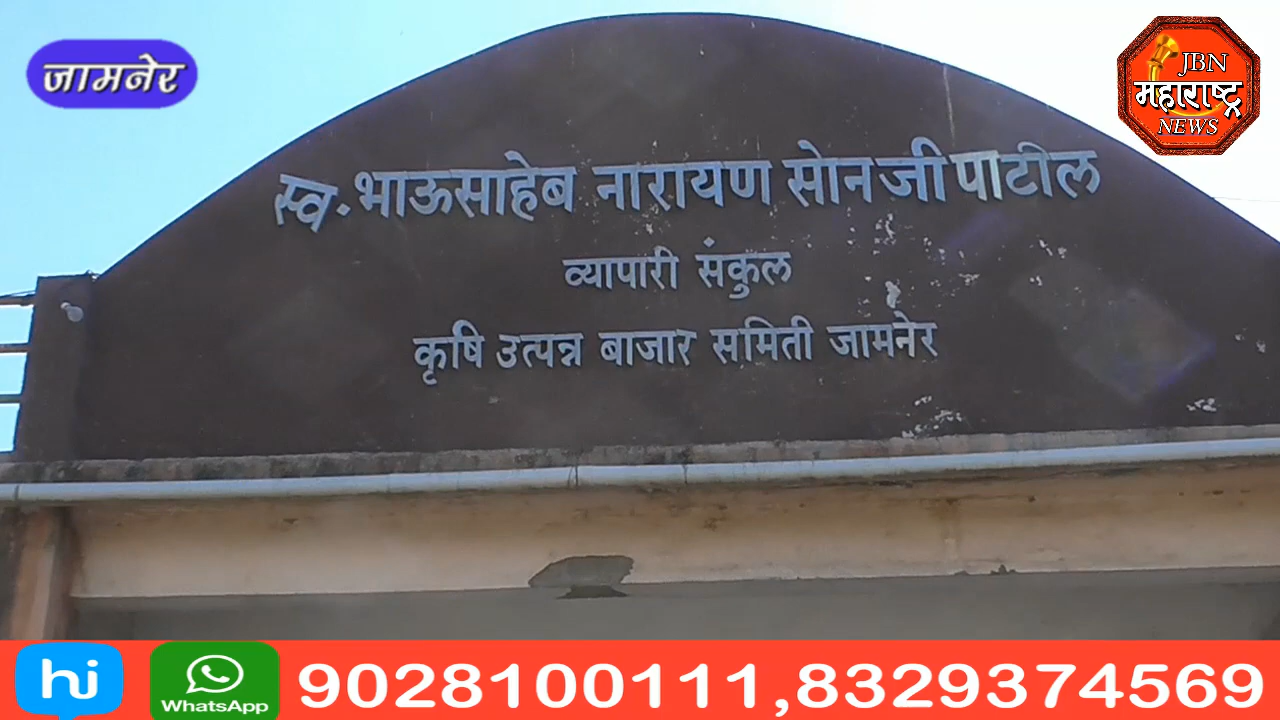 जामनेर
JBN
महाराष्ट्र
NEWS
स्व. भाऊसाहेब नारायण सोनजी पाटील
व्यापारी संकुल
कृषि उत्पन्न बाजार समिती जामनेर
hi
WhatsApp
9028100111,8329374569